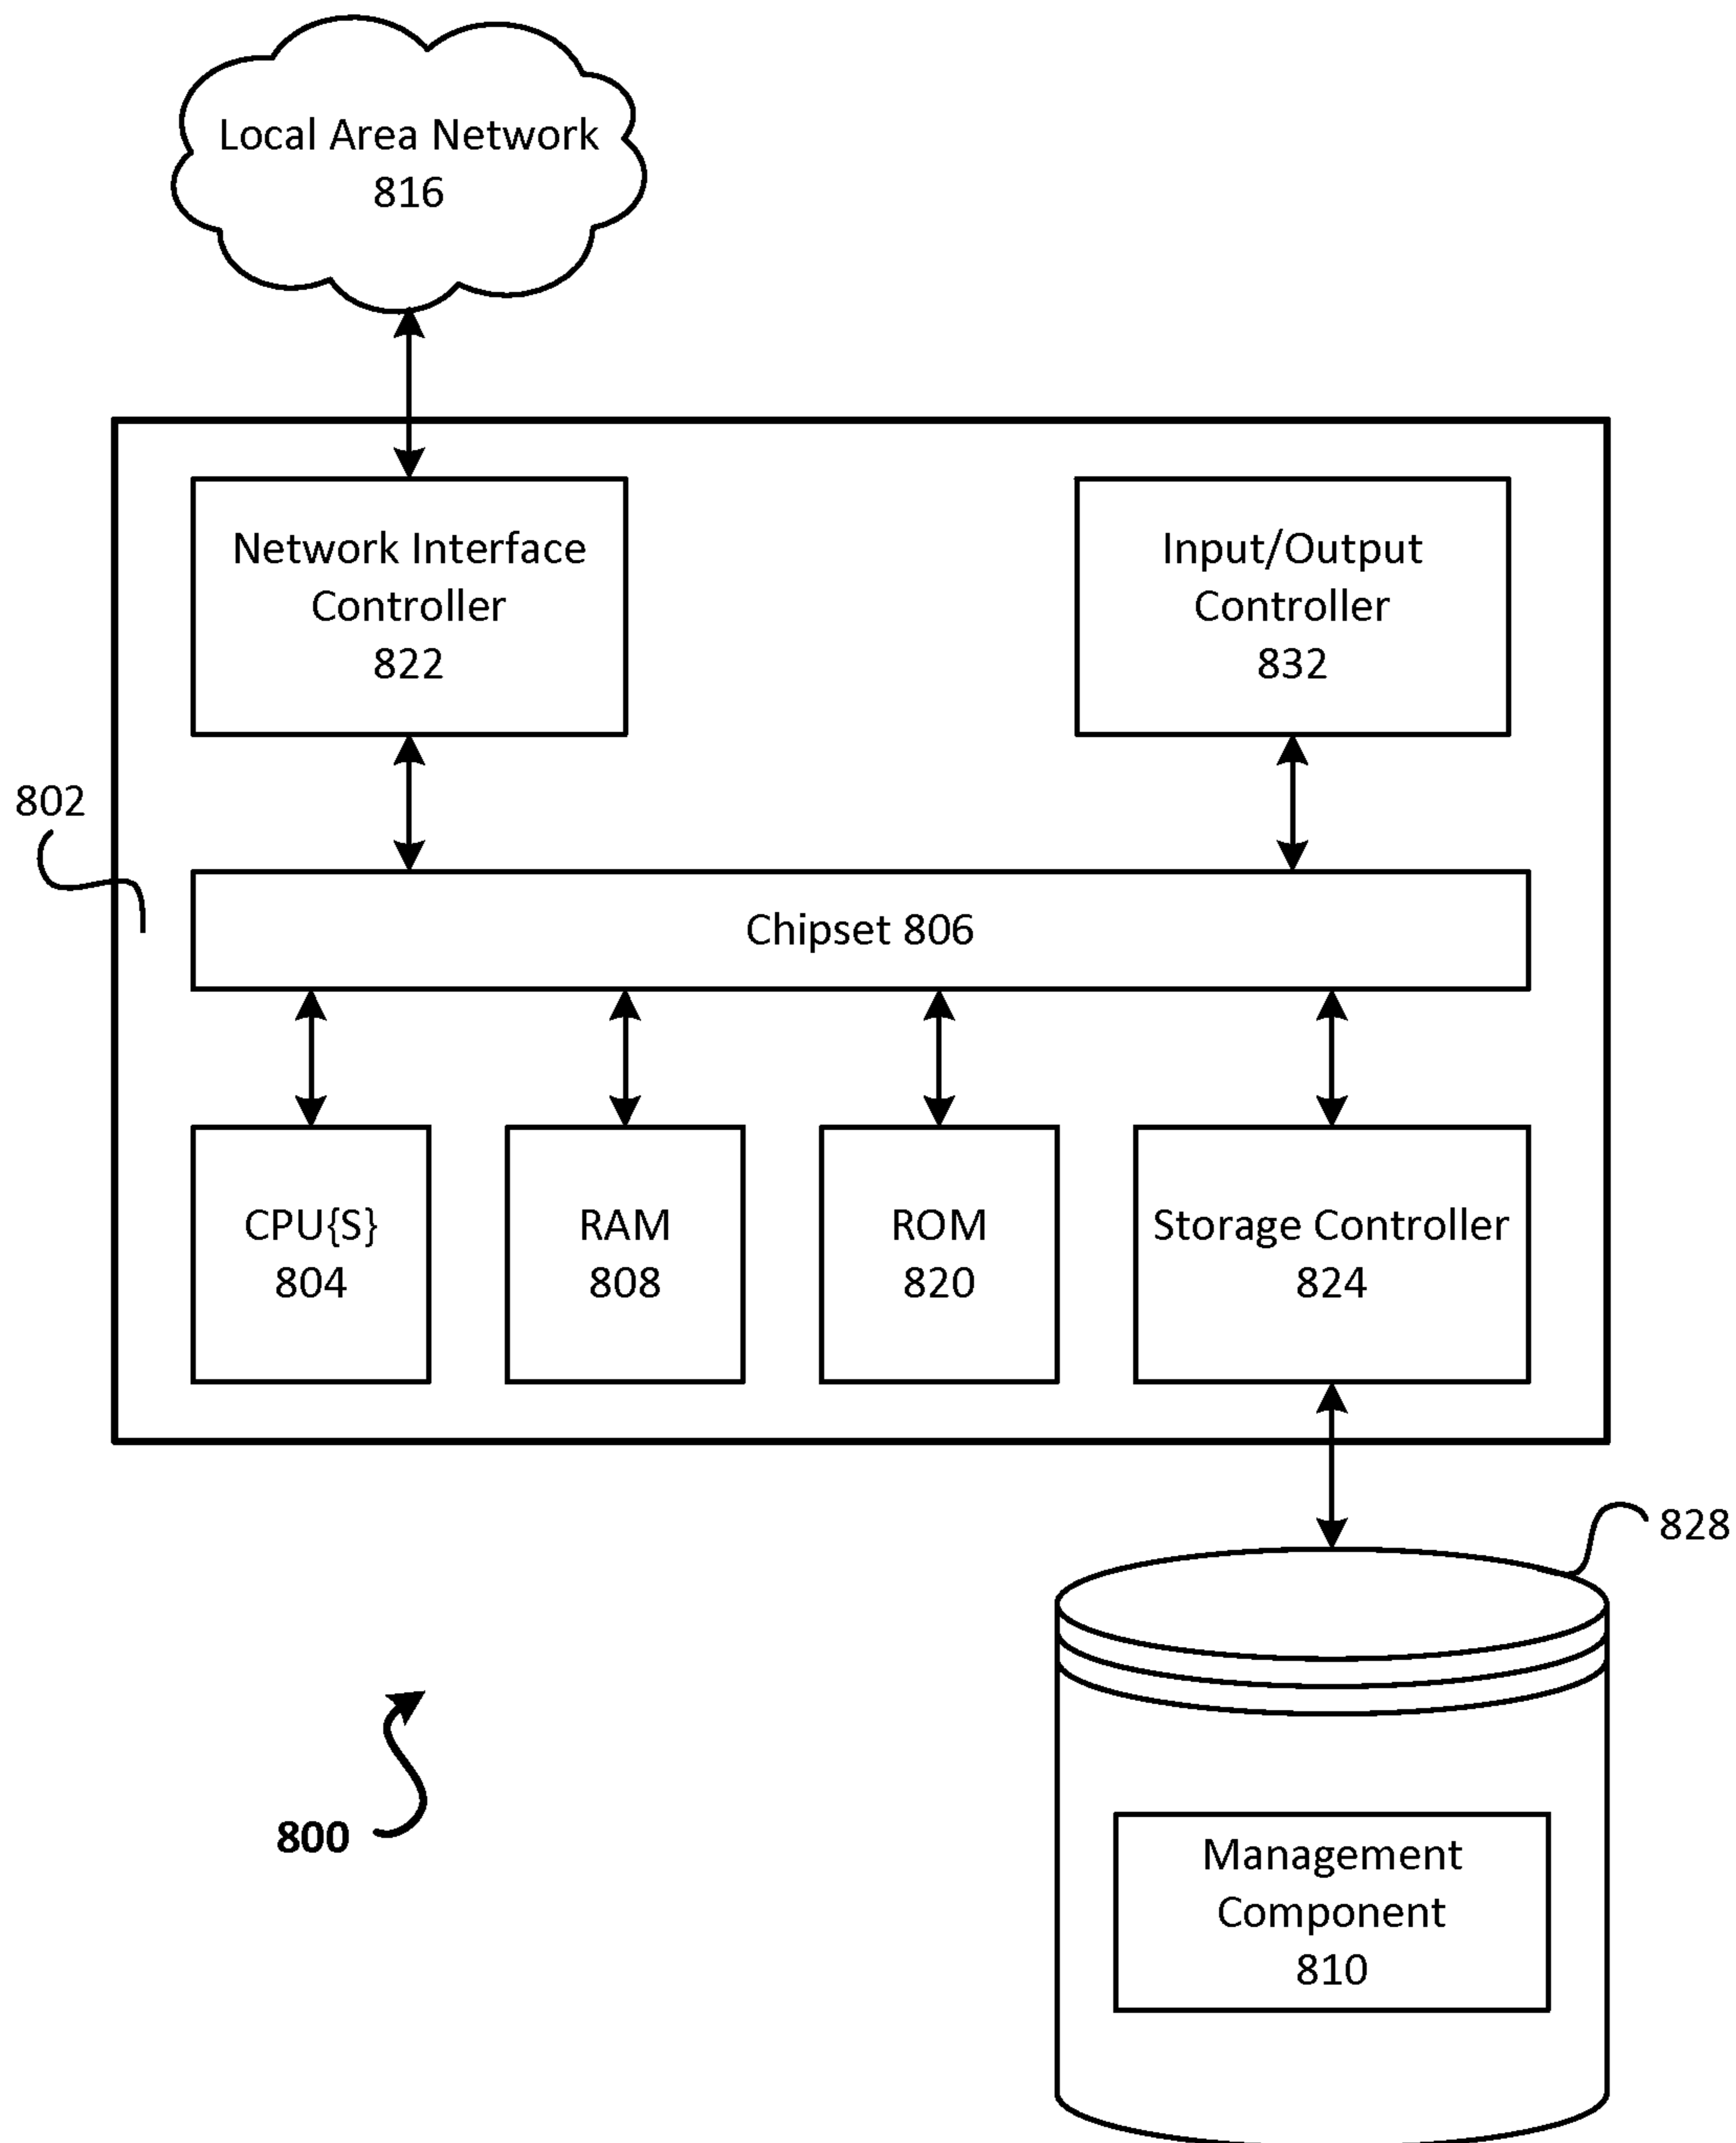 Local Area Network
816
Network Interface
Controller
822
Input/Output
Controller
832
802
Chipset 806
CPU{S}
804
RAM
808
ROM
820
Storage Controller
824
828
800
Management
Component
810